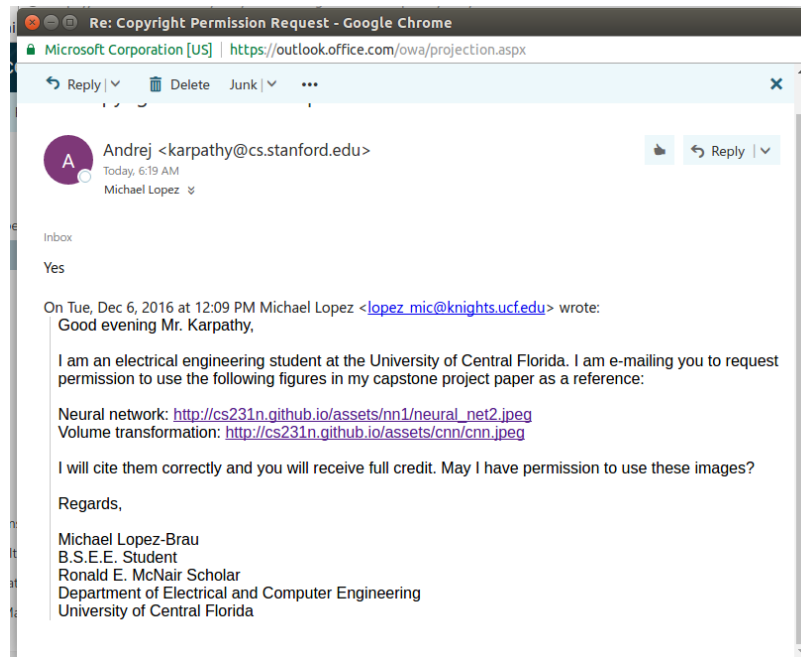 Re: Copyright Permission Request - Google Chrome
Microsoft Corporation [US] | https://outlook.office.com/owa/projection.aspx
Reply | Delete Junk | •••
A
Andrej <karpathy@cs.stanford.edu>
Reply |
Today, 6:19 AM
Michael Lopez
Inbox
Yes
On Tue, Dec 6, 2016 at 12:09 PM Michael Lopez <lopez_mic@knights.ucf.edu> wrote:
Good evening Mr. Karpathy,
I am an electrical engineering student at the University of Central Florida. I am e-mailing you to request
permission to use the following figures in my capstone project paper as a reference:
Neural network: http://cs231n.github.io/assets/nn1/neural_net2.jpeg
Volume transformation: http://cs231n.github.io/assets/cnn/cnn.jpeg
I will cite them correctly and you will receive full credit. May I have permission to use these images?
Regards,
Michael Lopez-Brau
B.S.E.E. Student
Ronald E. McNair Scholar
Department of Electrical and Computer Engineering
University of Central Florida